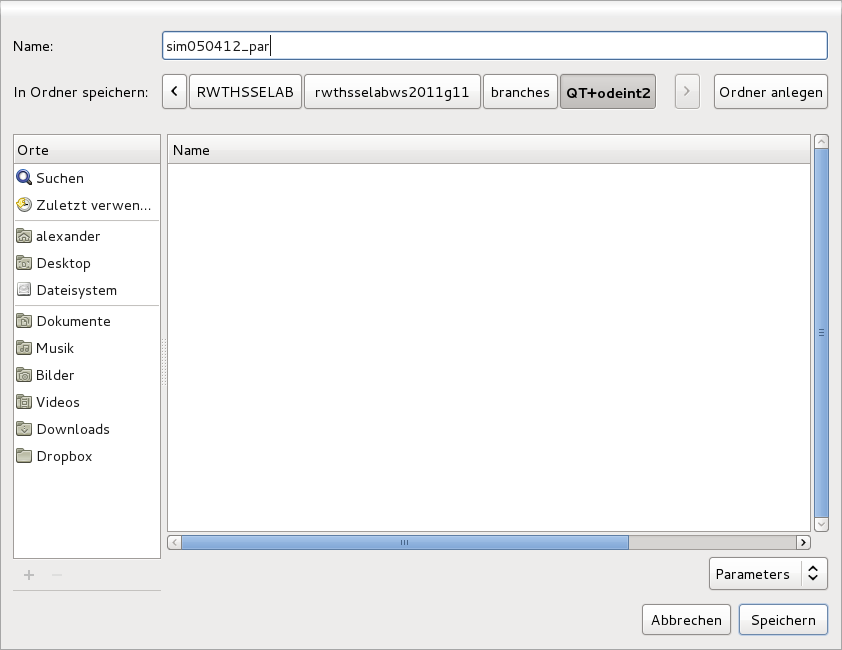 Name: sim050412_par
In Ordner speichern: RWTHSSELAB rwthsselabws2011g11 branches QT+odeint2 Ordner anlegen
Orte Name
Suchen
Zuletzt verwen...
alexander
Desktop
Dateisystem
Dokumente
Musik
Bilder
Videos
Downloads
Dropbox
Parameters
Abbrechen Speichern